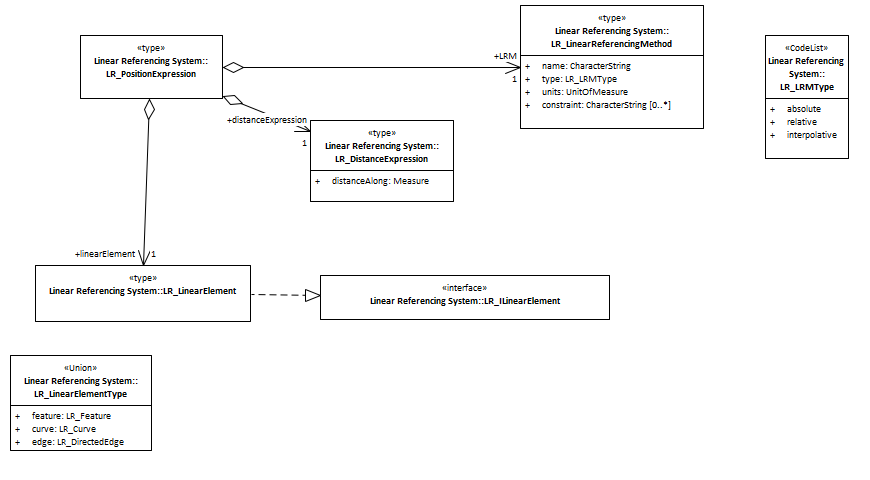 «type»
Linear Referencing System::
LR_PositionExpression
«type»
Linear Referencing System::
LR_LinearReferencingMethod
+ name: CharacterString
+ type: LR_LRMType
+ units: UnitOfMeasure
+ constraint: CharacterString [0..*]
«CodeList»
Linear Referencing
System::
LR_LRMType
+ absolute
+ relative
+ interpolative
+LRM
1
+distanceExpression
1
«type»
Linear Referencing System::
LR_DistanceExpression
+ distanceAlong: Measure
+linearElement
1
«type»
Linear Referencing System::LR_LinearElement
«interface»
Linear Referencing System::LR_ILinearElement
«Union»
Linear Referencing System::
LR_LinearElementType
+ feature: LR_Feature
+ curve: LR_Curve
+ edge: LR_DirectedEdge